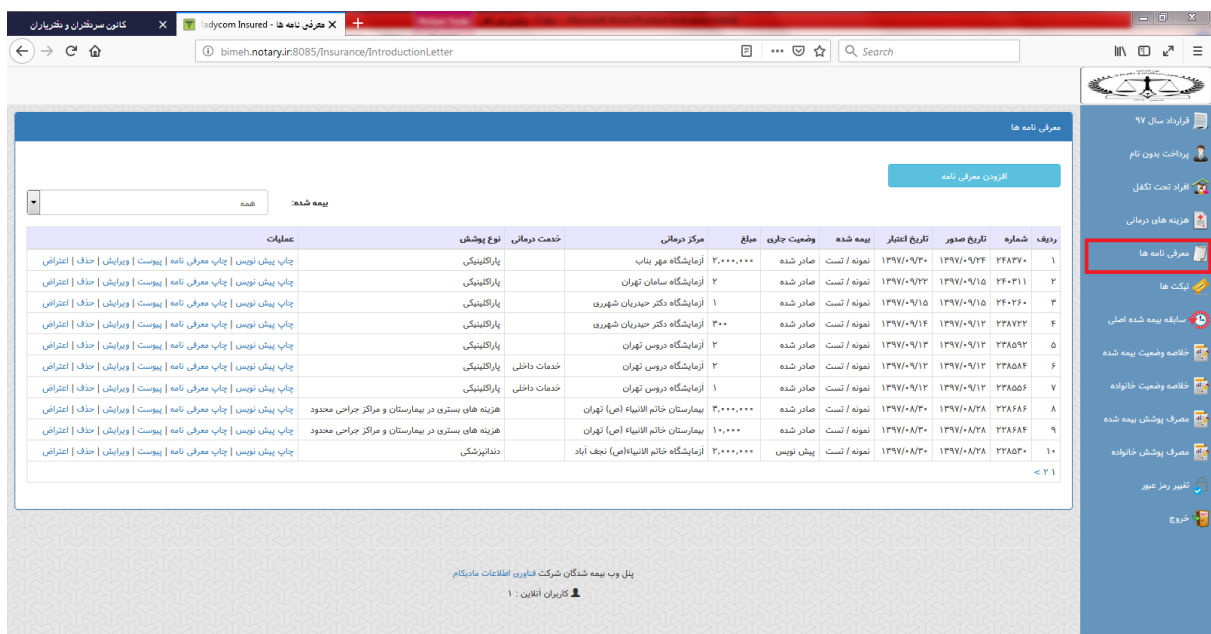 کانون سردفتران و دفتریاران
معرفی نامه ها - adycom Insured
bimeh.notary.ir:8085/Insurance/IntroductionLetter
Search
قرارداد سال ۹۷
پرداخت بدون نام
افراد تحت تکفل
هزینه های درمانی
معرفی نامه ها
تیکت ها
سابقه بیمه شده اصلی
خلاصه وضعیت بیمه شده
خلاصه وضعیت خانواده
مصرف پوشش بیمه شده
مصرف پوشش خانواده
تغییر رمز عبور
خروج
معرفی نامه ها
افزودن معرفی نامه
بیمه شده: همه
ردیف شماره تاریخ صدور تاریخ اعتبار بیمه شده وضعیت جاری مبلغ مرکز درمانی خدمت درمانی نوع پوشش عملیات
۱ ۲۴۸۳۷۰ ۱۳۹۷/۰۹/۲۴ ۱۳۹۷/۰۹/۳۰ نمونه / تست صادر شده ۲,۰۰۰,۰۰۰ آزمایشگاه مهر بناب پاراکلینیکی چاپ پیش نویس | چاپ معرفی نامه | پیوست | ویرایش | حذف | اعتراض
۲ ۲۴۰۳۱۱ ۱۳۹۷/۰۹/۱۵ ۱۳۹۷/۰۹/۲۲ نمونه / تست صادر شده ۲ آزمایشگاه سامان تهران پاراکلینیکی چاپ پیش نویس | چاپ معرفی نامه | پیوست | ویرایش | حذف | اعتراض
۳ ۲۴۰۲۴۰ ۱۳۹۷/۰۹/۱۵ ۱۳۹۷/۰۹/۱۵ نمونه / تست صادر شده ۱ آزمایشگاه دکتر حیدریان شهرری پاراکلینیکی چاپ پیش نویس | چاپ معرفی نامه | پیوست | ویرایش | حذف | اعتراض
۴ ۲۳۸۷۲۲ ۱۳۹۷/۰۹/۱۲ ۱۳۹۷/۰۹/۱۴ نمونه / تست صادر شده ۳۰۰ آزمایشگاه دکتر حیدریان شهرری پاراکلینیکی چاپ پیش نویس | چاپ معرفی نامه | پیوست | ویرایش | حذف | اعتراض
۵ ۲۳۸۵۹۲ ۱۳۹۷/۰۹/۱۲ ۱۳۹۷/۰۹/۱۳ نمونه / تست صادر شده ۲ آزمایشگاه دروس تهران پاراکلینیکی چاپ پیش نویس | چاپ معرفی نامه | پیوست | ویرایش | حذف | اعتراض
۶ ۲۳۸۵۸۴ ۱۳۹۷/۰۹/۱۲ ۱۳۹۷/۰۹/۱۲ نمونه / تست صادر شده ۲ آزمایشگاه دروس تهران خدمات داخلی پاراکلینیکی چاپ پیش نویس | چاپ معرفی نامه | پیوست | ویرایش | حذف | اعتراض
۷ ۲۳۸۵۵۶ ۱۳۹۷/۰۹/۱۲ ۱۳۹۷/۰۹/۱۲ نمونه / تست صادر شده ۱ آزمایشگاه دروس تهران خدمات داخلی پاراکلینیکی چاپ پیش نویس | چاپ معرفی نامه | پیوست | ویرایش | حذف | اعتراض
۸ ۲۲۸۶۸۶ ۱۳۹۷/۰۸/۲۸ ۱۳۹۷/۰۸/۳۰ نمونه / تست صادر شده ۳,۰۰۰,۰۰۰ بیمارستان خاتم الانبیاء (ص) تهران هزینه های بستری در بیمارستان و مراکز جراحی محدود چاپ پیش نویس | چاپ معرفی نامه | پیوست | ویرایش | حذف | اعتراض
۹ ۲۲۸۶۸۴ ۱۳۹۷/۰۸/۲۸ ۱۳۹۷/۰۸/۳۰ نمونه / تست صادر شده ۱۰,۰۰۰ بیمارستان خاتم الانبیاء (ص) تهران هزینه های بستری در بیمارستان و مراکز جراحی محدود چاپ پیش نویس | چاپ معرفی نامه | پیوست | ویرایش | حذف | اعتراض
۱۰ ۲۲۸۵۳۰ ۱۳۹۷/۰۸/۲۸ ۱۳۹۷/۰۸/۳۰ نمونه / تست پیش نویس ۲,۰۰۰,۰۰۰ آزمایشگاه خاتم الانبیاء(ص) نجف آباد دندانپزشکی چاپ پیش نویس | چاپ معرفی نامه | پیوست | ویرایش | حذف | اعتراض
۱ ۲ >
پنل وب بیمه شدگان شرکت فناوری اطلاعات مادیکام
کاربران آنلاین : ۱